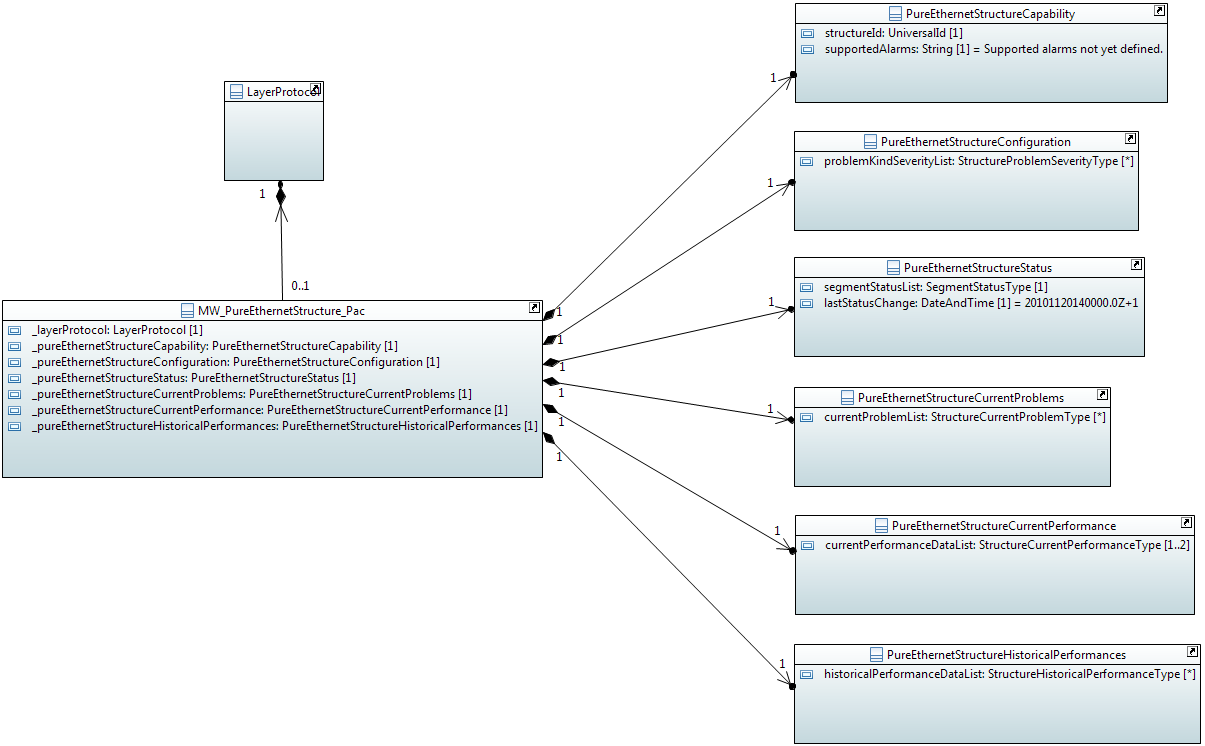 LayerProtocol
1
0..1
MW_PureEthernetStructure_Pac
_layerProtocol: LayerProtocol [1]
_pureEthernetStructureCapability: PureEthernetStructureCapability [1]
_pureEthernetStructureConfiguration: PureEthernetStructureConfiguration [1]
_pureEthernetStructureStatus: PureEthernetStructureStatus [1]
_pureEthernetStructureCurrentProblems: PureEthernetStructureCurrentProblems [1]
_pureEthernetStructureCurrentPerformance: PureEthernetStructureCurrentPerformance [1]
_pureEthernetStructureHistoricalPerformances: PureEthernetStructureHistoricalPerformances [1]
1
1
1
1
1
1
1
PureEthernetStructureCapability
structureId: UniversalId [1]
supportedAlarms: String [1] = Supported alarms not yet defined.
1
PureEthernetStructureConfiguration
problemKindSeverityList: StructureProblemSeverityType [*]
1
PureEthernetStructureStatus
segmentStatusList: SegmentStatusType [1]
lastStatusChange: DateAndTime [1] = 20101120140000.0Z+1
1
PureEthernetStructureCurrentProblems
currentProblemList: StructureCurrentProblemType [*]
1
PureEthernetStructureCurrentPerformance
currentPerformanceDataList: StructureCurrentPerformanceType [1..2]
1
PureEthernetStructureHistoricalPerformances
historicalPerformanceDataList: StructureHistoricalPerformanceType [*]